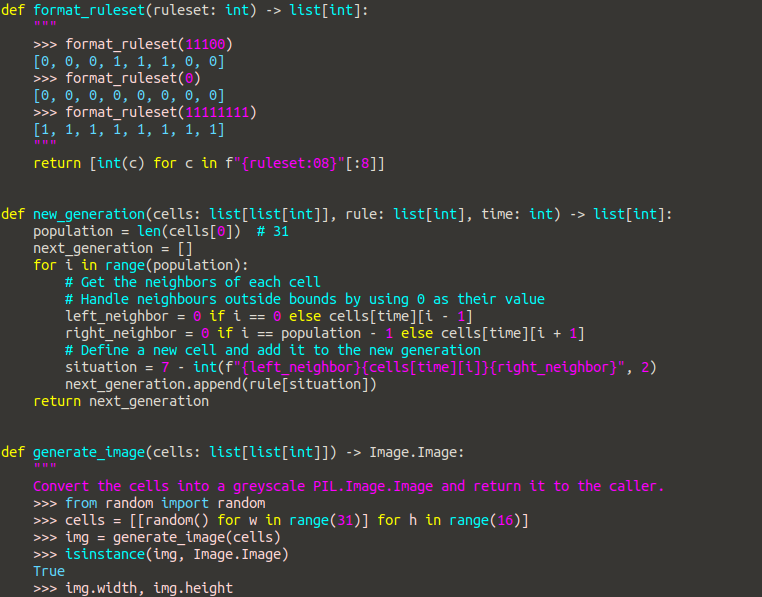 def format_ruleset(ruleset: int) -> list[int]:
    """
    >>> format_ruleset(11100)
    [0, 0, 0, 1, 1, 1, 0, 0]
    >>> format_ruleset(0)
    [0, 0, 0, 0, 0, 0, 0, 0]
    >>> format_ruleset(11111111)
    [1, 1, 1, 1, 1, 1, 1, 1]
    """
    return [int(c) for c in f"{ruleset:08}"[:8]]
def new_generation(cells: list[list[int]], rule: list[int], time: int) -> list[int]:
    population = len(cells[0])  # 31
    next_generation = []
    for i in range(population):
        # Get the neighbors of each cell
        # Handle neighbours outside bounds by using 0 as their value
        left_neighbor = 0 if i == 0 else cells[time][i - 1]
        right_neighbor = 0 if i == population - 1 else cells[time][i + 1]
        # Define a new cell and add it to the new generation
        situation = 7 - int(f"{left_neighbor}{cells[time][i]}{right_neighbor}", 2)
        next_generation.append(rule[situation])
    return next_generation
def generate_image(cells: list[list[int]]) -> Image.Image:
    """
    Convert the cells into a greyscale PIL.Image.Image and return it to the caller.
    >>> from random import random
    >>> cells = [[random() for w in range(31)] for h in range(16)]
    >>> img = generate_image(cells)
    >>> isinstance(img, Image.Image)
    True
    >>> img.width, img.height